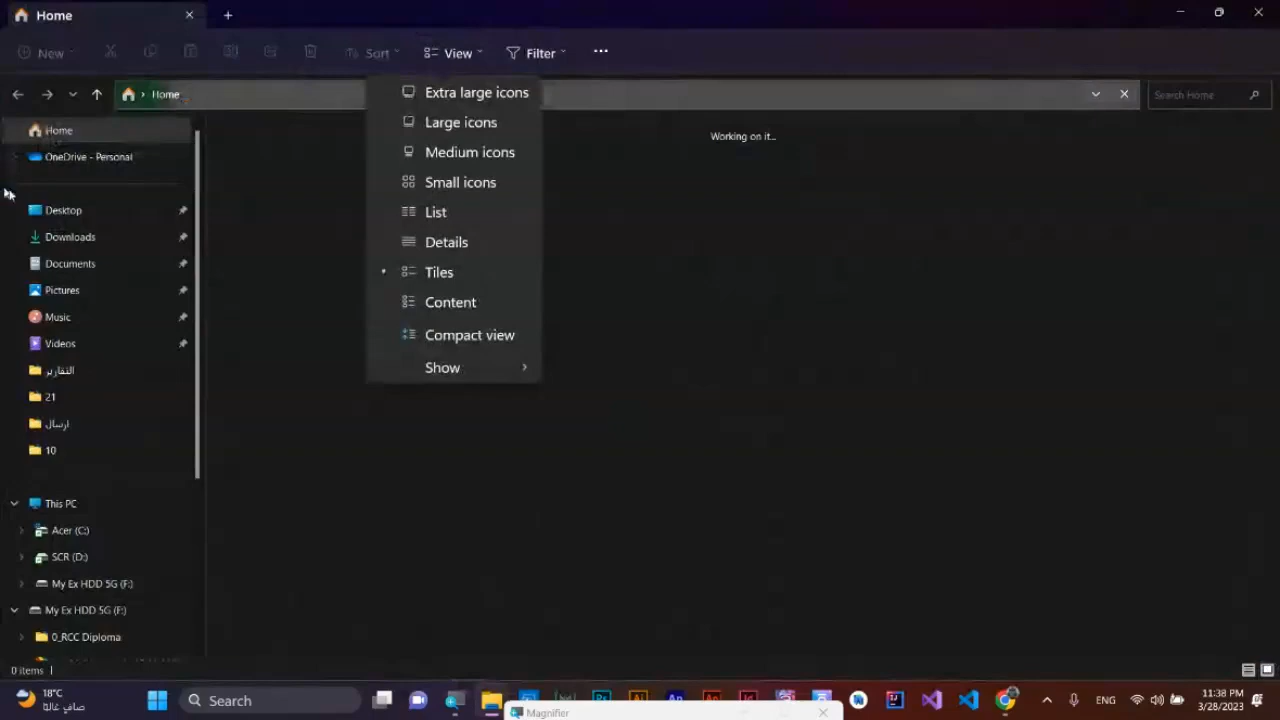 Home
New
Sort
View
Filter
Home
Search Home
Extra large icons
Large icons
Medium icons
Small icons
List
Details
Tiles
Content
Compact view
Show
Working on it...
Home
OneDrive - Personal
Desktop
Downloads
Documents
Pictures
Music
Videos
التقارير
21
ارسال
10
This PC
Acer (C:)
SCR (D:)
My Ex HDD 5G (F:)
My Ex HDD 5G (F:)
0_RCC Diploma
0 items
18°C
صافٍ غالبًا
Search
Ps
Ai
Id
ENG
11:38 PM
3/28/2023
Magnifier